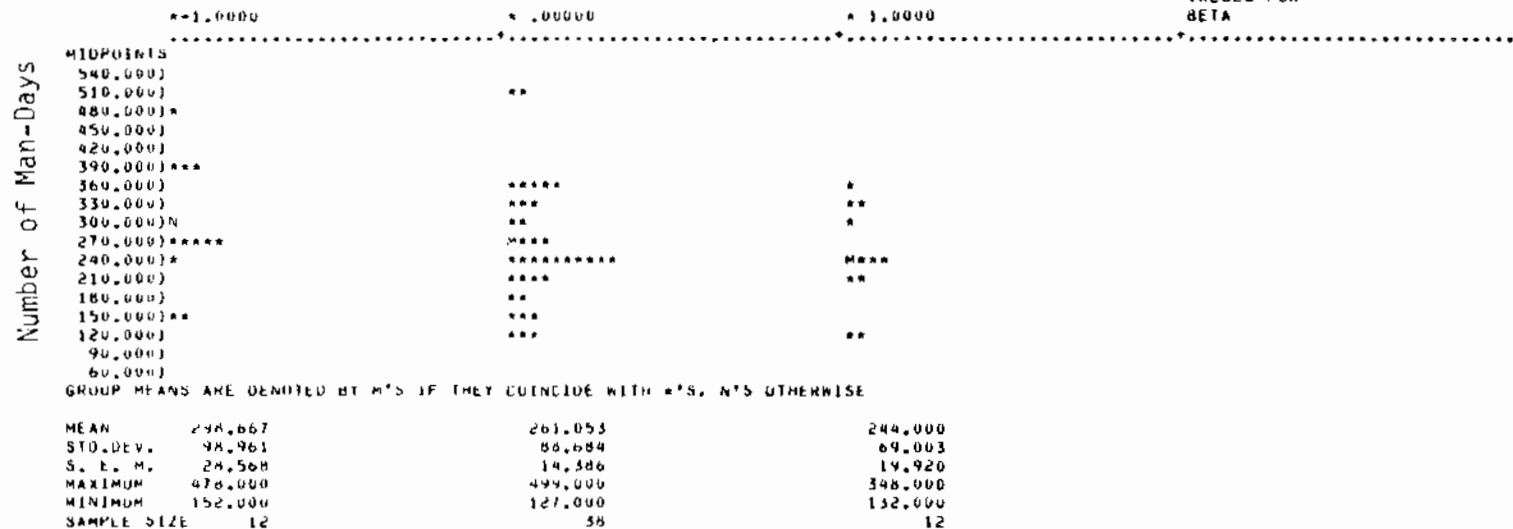 *-1.0000 * .00000 * 1.0000 BETA
MIDPOINTS
540.000)
510.000) **
480.000)*
450.000)
420.000)
390.000)***
360.000) ***** *
330.000) *** **
300.000)N ** *
270.000)***** M***
240.000)* ********** M***
210.000) **** **
180.000) **
150.000)** ***
120.000) *** **
90.000)
60.000)
Number of Man-Days
GROUP MEANS ARE DENOTED BY M'S IF THEY COINCIDE WITH *'S, N'S OTHERWISE
MEAN 298.667 261.053 244.000
STD.DEV. 98.961 88.684 69.003
S. E. M. 28.568 14.386 19.920
MAXIMUM 478.000 499.000 348.000
MINIMUM 152.000 127.000 132.000
SAMPLE SIZE 12 38 12